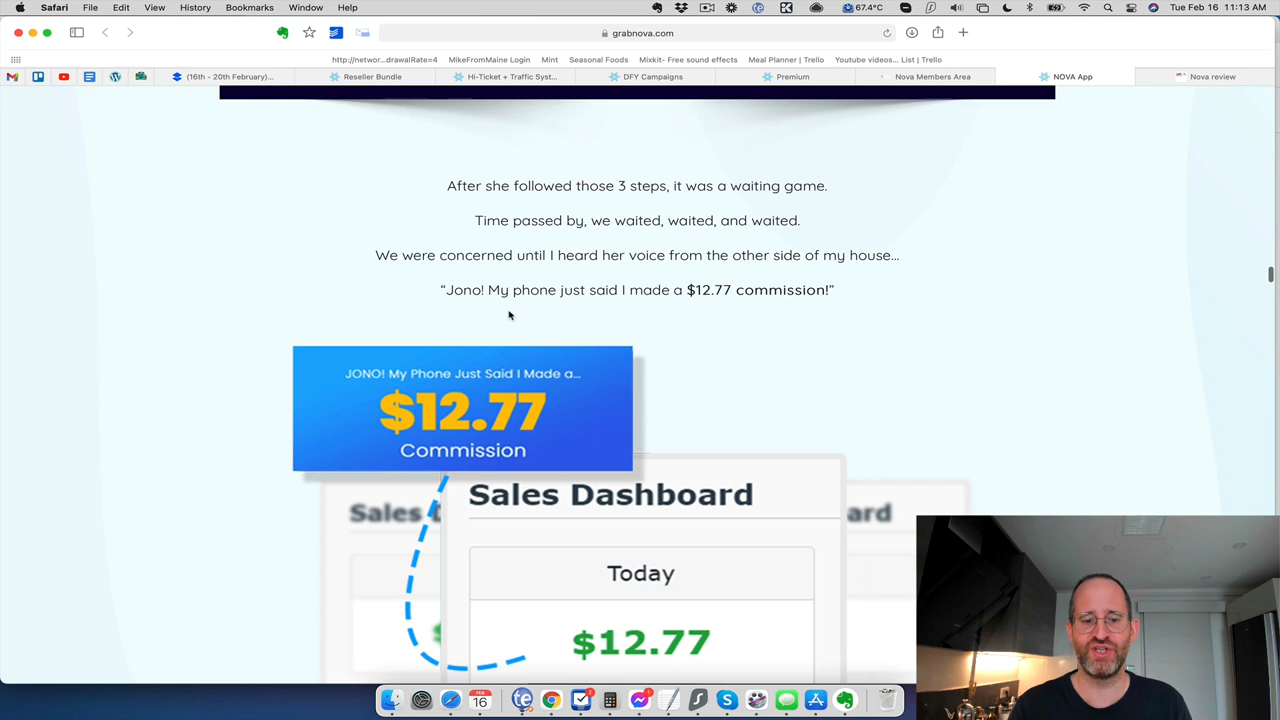 Safari File Edit View History Bookmarks Window Help
67.4°C Tue Feb 16 11:13 AM
grabnova.com
http://networ...drawalRate=4 MikeFromMaine Login Mint Seasonal Foods Mixkit- Free sound effects Meal Planner | Trello Youtube videos... List | Trello
(16th - 20th February)... Reseller Bundle Hi-Ticket + Traffic Syst... DFY Campaigns Premium Nova Members Area NOVA App Nova review
After she followed those 3 steps, it was a waiting game.
Time passed by, we waited, waited, and waited.
We were concerned until I heard her voice from the other side of my house...
“Jono! My phone just said I made a $12.77 commission!”
JONO! My Phone Just Said I Made a...
$12.77
Commission
Sales D
Sales Dashboard
ard
Today
$12.77
FEB
16